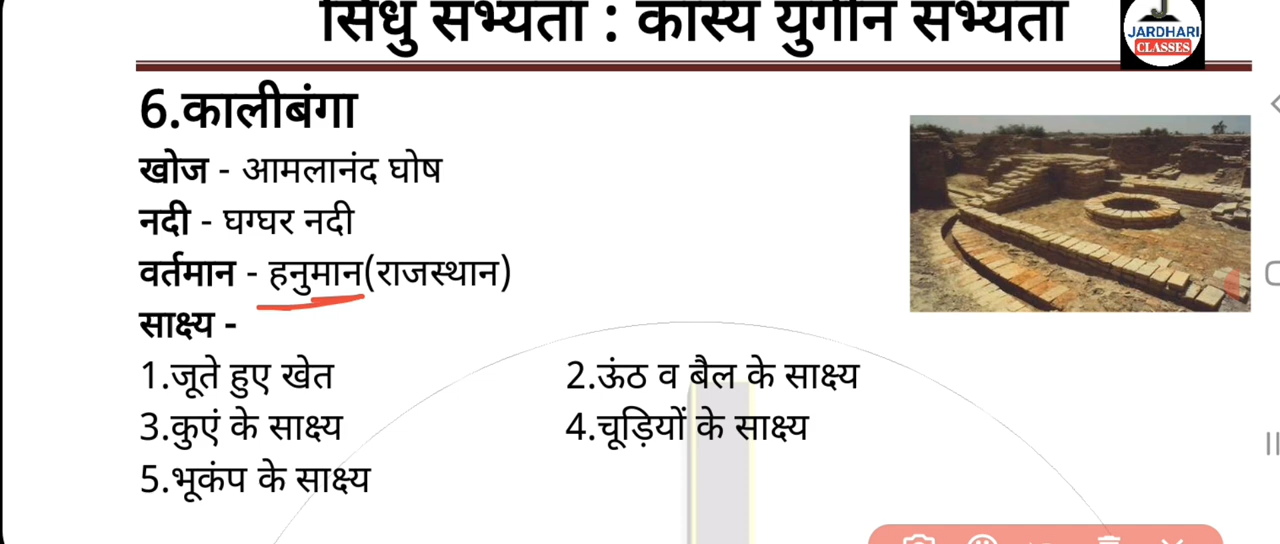 सिंधु सभ्यता : कांस्य युगीन सभ्यता
JARDHARI
CLASSES
6.कालीबंगा
खोज - आमलानंद घोष
नदी - घग्घर नदी
वर्तमान - हनुमान(राजस्थान)
साक्ष्य -
1.जूते हुए खेत 2.ऊंठ व बैल के साक्ष्य
3.कुएं के साक्ष्य 4.चूड़ियों के साक्ष्य
5.भूकंप के साक्ष्य